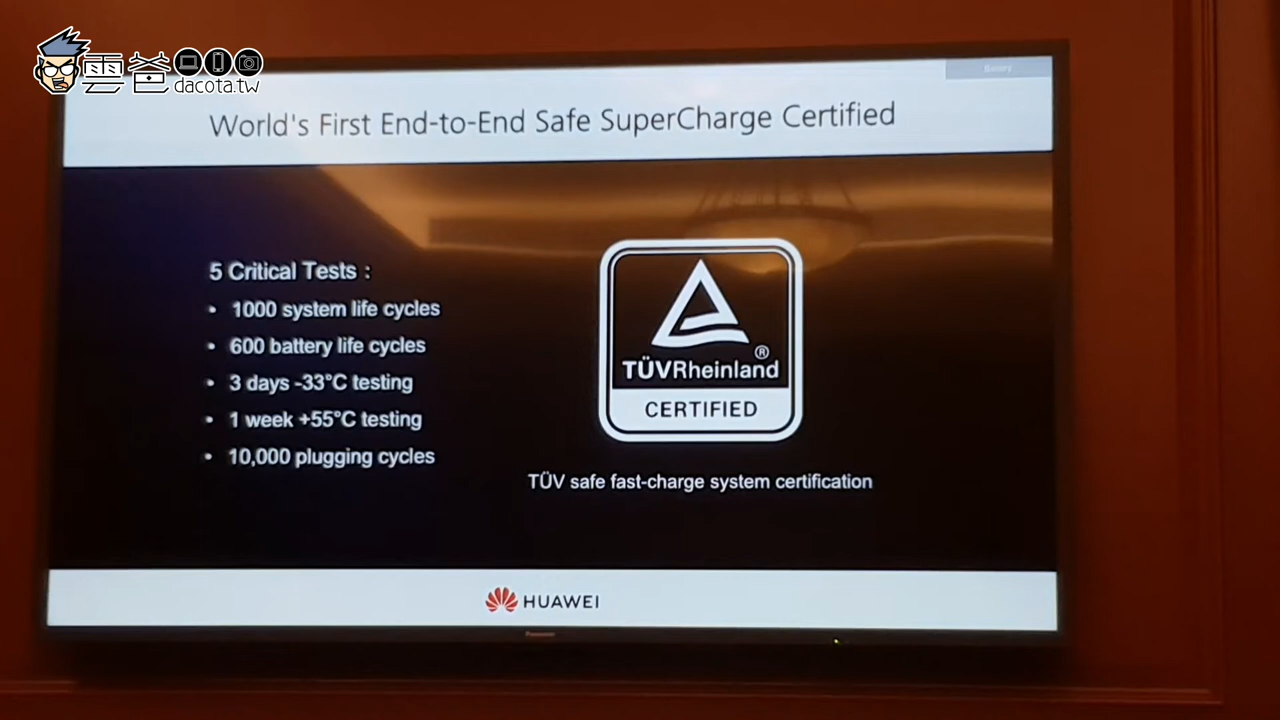 雲爸
dacota.tw
Battery
World's First End-to-End Safe SuperCharge Certified
5 Critical Tests :
• 1000 system life cycles
• 600 battery life cycles
• 3 days -33°C testing
• 1 week +55°C testing
• 10,000 plugging cycles
TÜVRheinland®
CERTIFIED
TÜV safe fast-charge system certification
HUAWEI
Panasonic